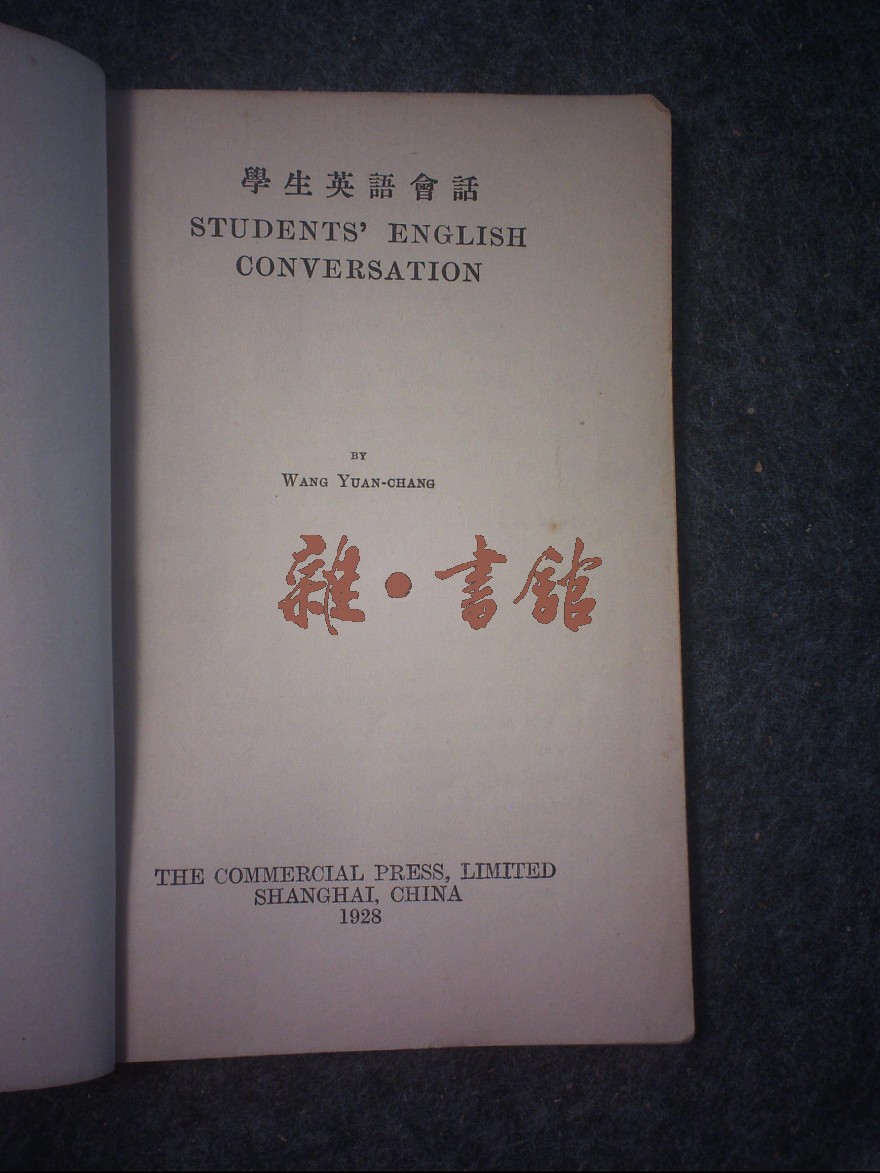 學生英語會話
STUDENTS' ENGLISH
CONVERSATION
BY
WANG YUAN-CHANG
雜·書館
THE COMMERCIAL PRESS, LIMITED
SHANGHAI, CHINA
1928